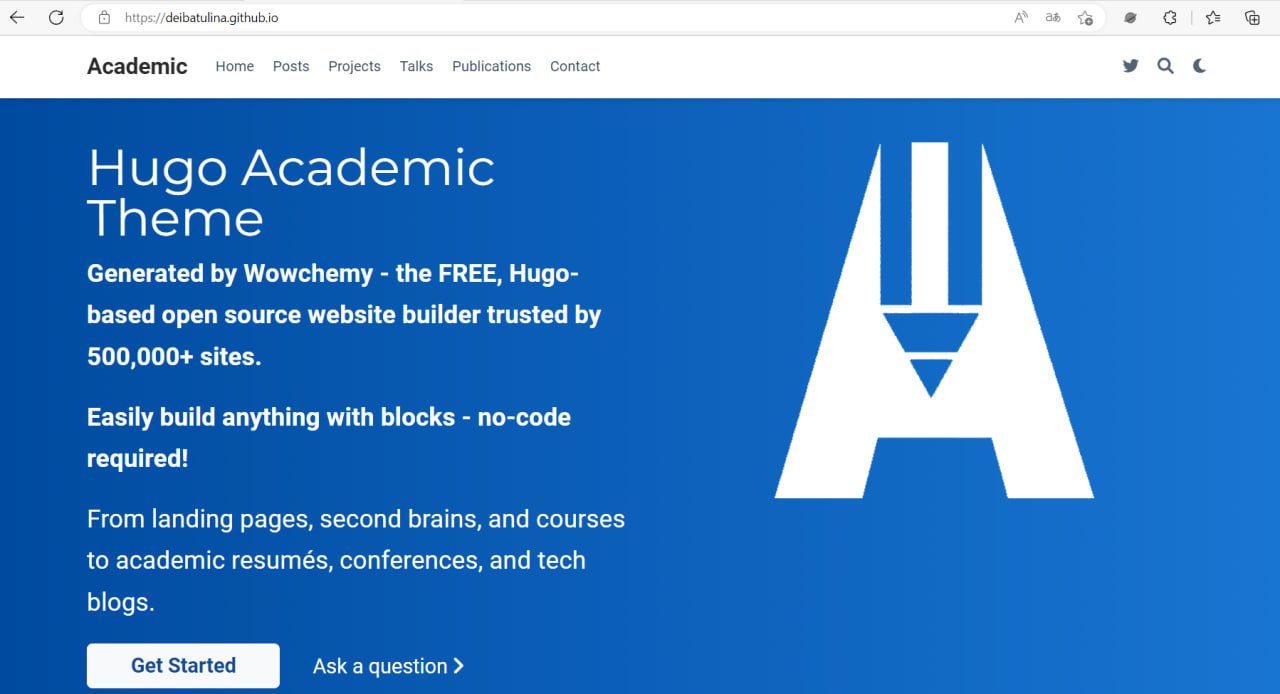 https://deibatulina.github.io
Academic Home Posts Projects Talks Publications Contact
Hugo Academic
Theme
Generated by Wowchemy - the FREE, Hugo-
based open source website builder trusted by
500,000+ sites.
Easily build anything with blocks - no-code
required!
From landing pages, second brains, and courses
to academic resumés, conferences, and tech
blogs.
Get Started Ask a question